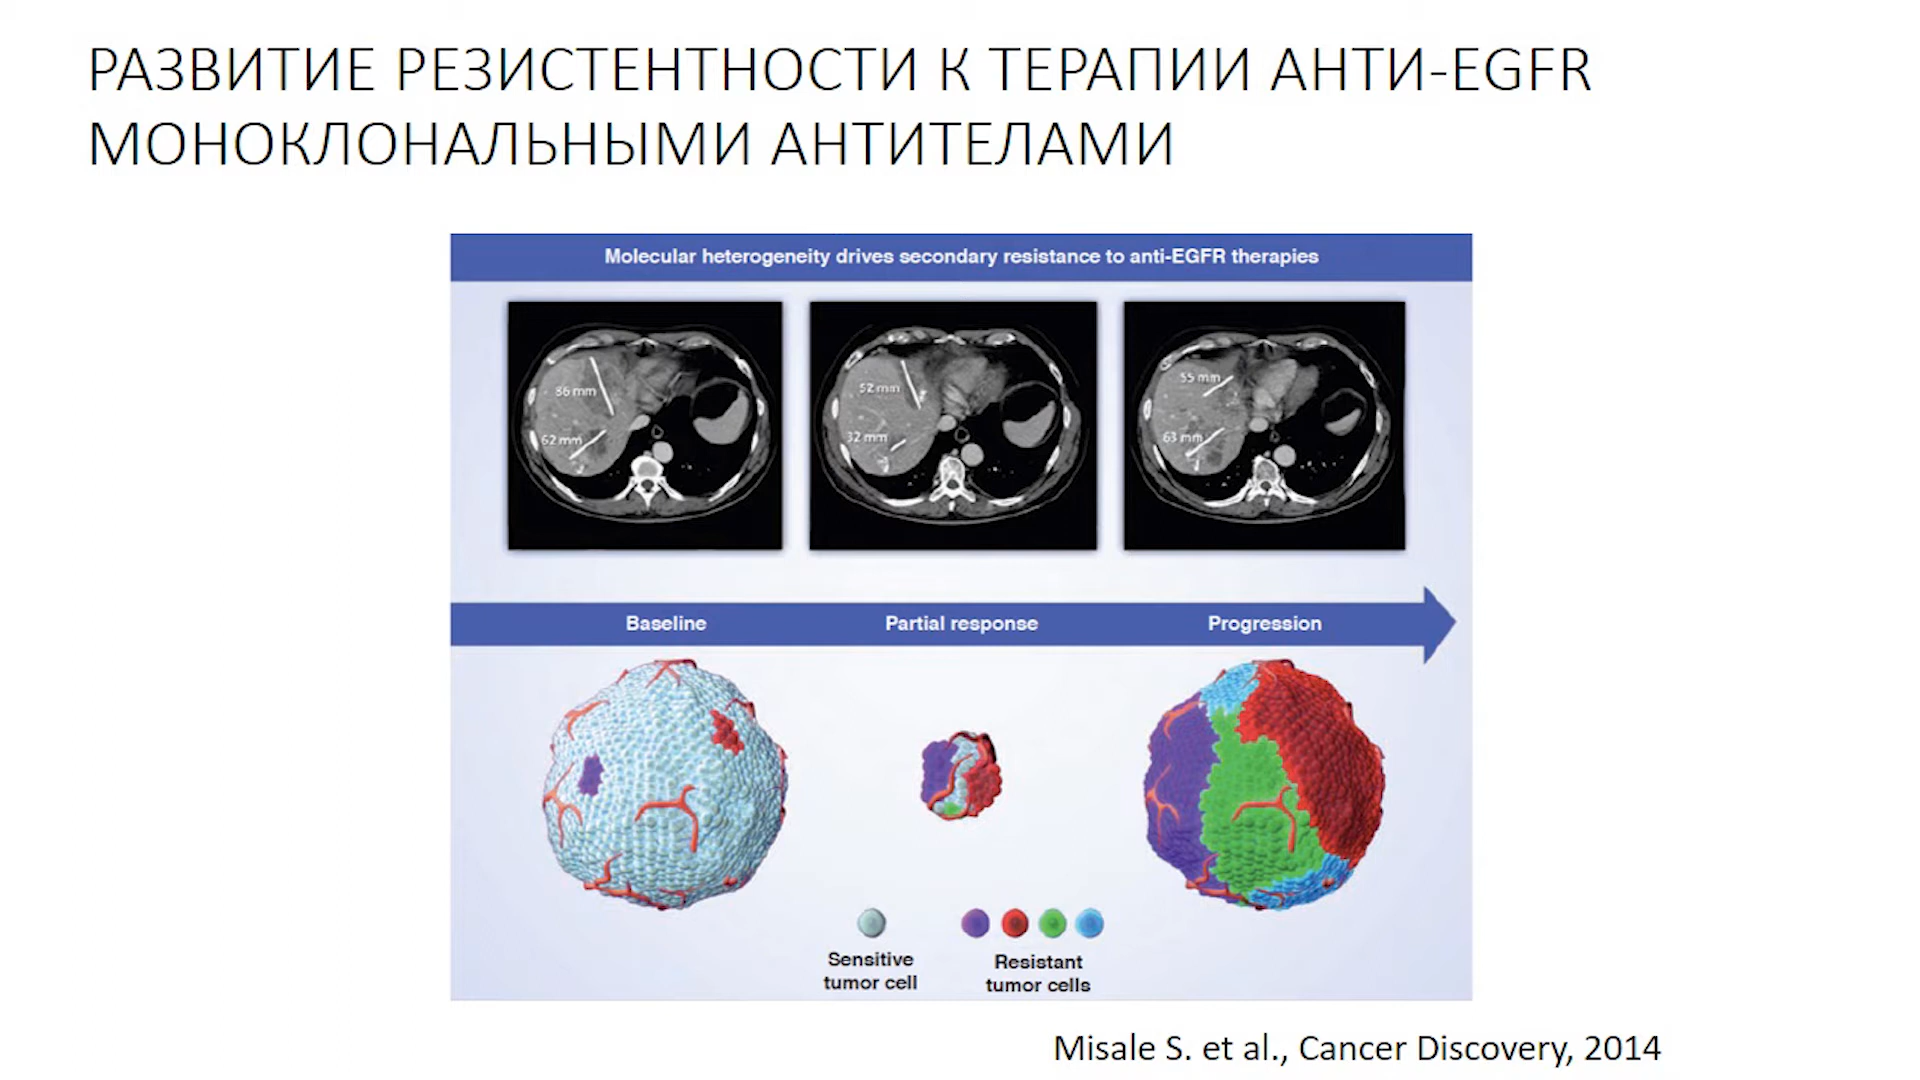 РАЗВИТИЕ РЕЗИСТЕНТНОСТИ К ТЕРАПИИ АНТИ-EGFR
МОНОКЛОНАЛЬНЫМИ АНТИТЕЛАМИ
Molecular heterogeneity drives secondary resistance to anti-EGFR therapies
86 mm
62 mm
52 mm
32 mm
55 mm
63 mm
Baseline
Partial response
Progression
Sensitive
tumor cell
Resistant
tumor cells
Misale S. et al., Cancer Discovery, 2014